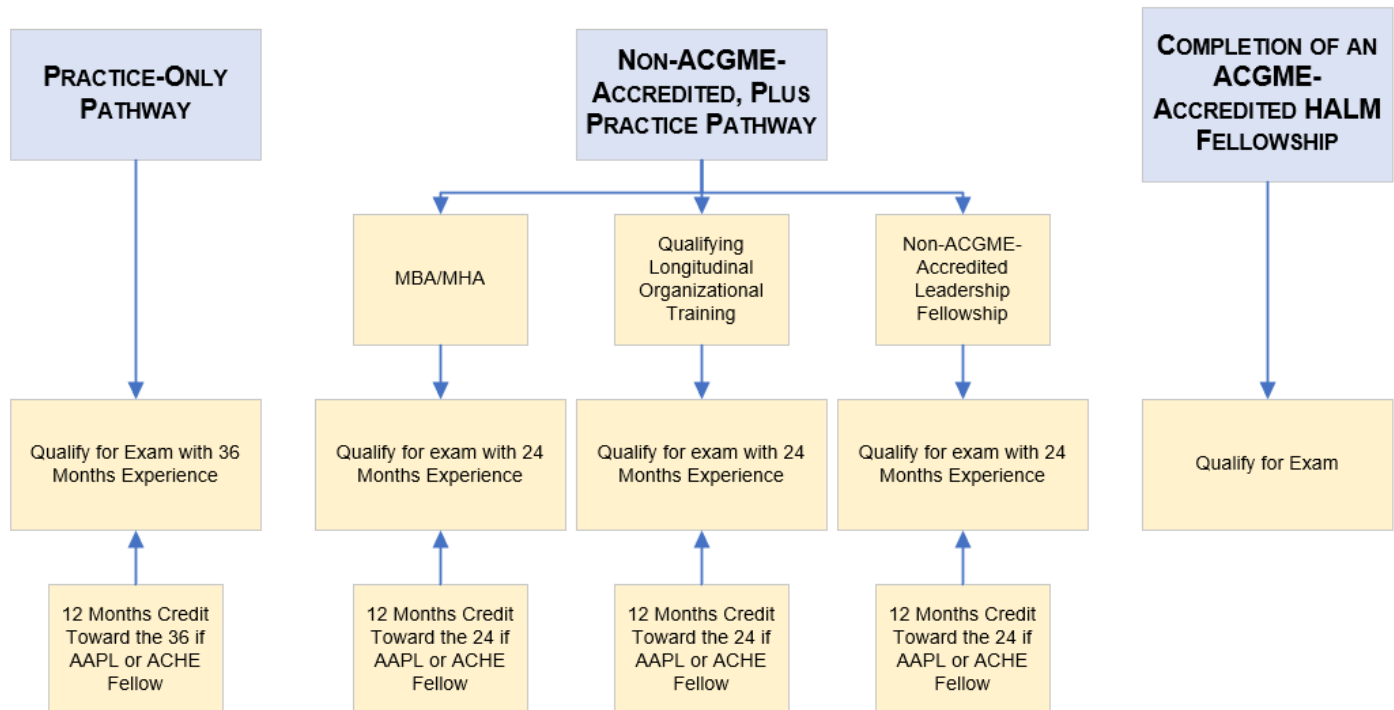 PRACTICE-ONLY
PATHWAY
NON-ACGME-
ACCREDITED, PLUS
PRACTICE PATHWAY
COMPLETION OF AN
ACGME-
ACCREDITED HALM
FELLOWSHIP
MBA/MHA
Qualifying
Longitudinal
Organizational
Training
Non-ACGME-
Accredited
Leadership
Fellowship
Qualify for Exam with 36
Months Experience
Qualify for exam with 24
Months Experience
Qualify for exam with 24
Months Experience
Qualify for exam with 24
Months Experience
Qualify for Exam
12 Months Credit
Toward the 36 if
AAPL or ACHE
Fellow
12 Months Credit
Toward the 24 if
AAPL or ACHE
Fellow
12 Months Credit
Toward the 24 if
AAPL or ACHE
Fellow
12 Months Credit
Toward the 24 if
AAPL or ACHE
Fellow